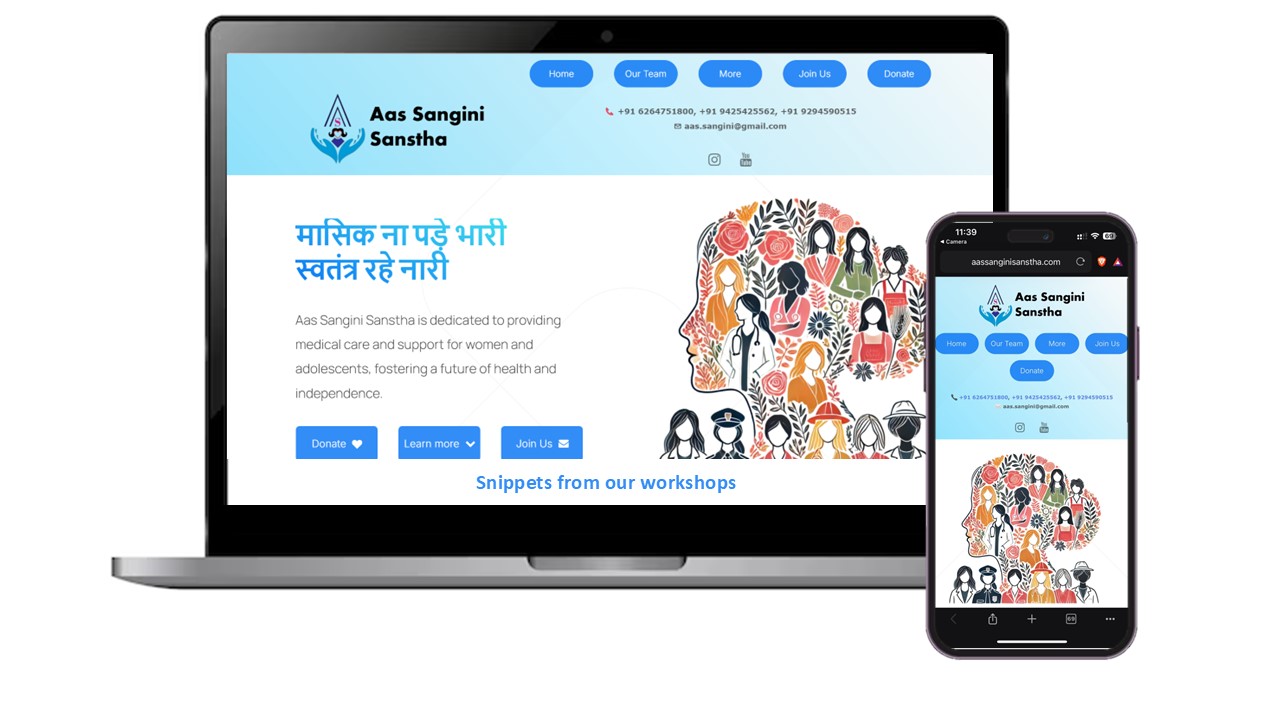 Home Our Team More Join Us Donate
Aas Sangini
Sanstha
+91 6264751800, +91 9425425562, +91 9294590515
aas.sangini@gmail.com
You
Tube
मासिक ना पड़े भारी
स्वतंत्र रहे नारी
Aas Sangini Sanstha is dedicated to providing
medical care and support for women and
adolescents, fostering a future of health and
independence.
Donate Learn more Join Us
Snippets from our workshops
11:39
Camera
aassanginisanstha.com
Aas Sangini
Sanstha
Home Our Team More Join Us
Donate
+91 6264751800, +91 9425425562, +91 9294590515
aas.sangini@gmail.com